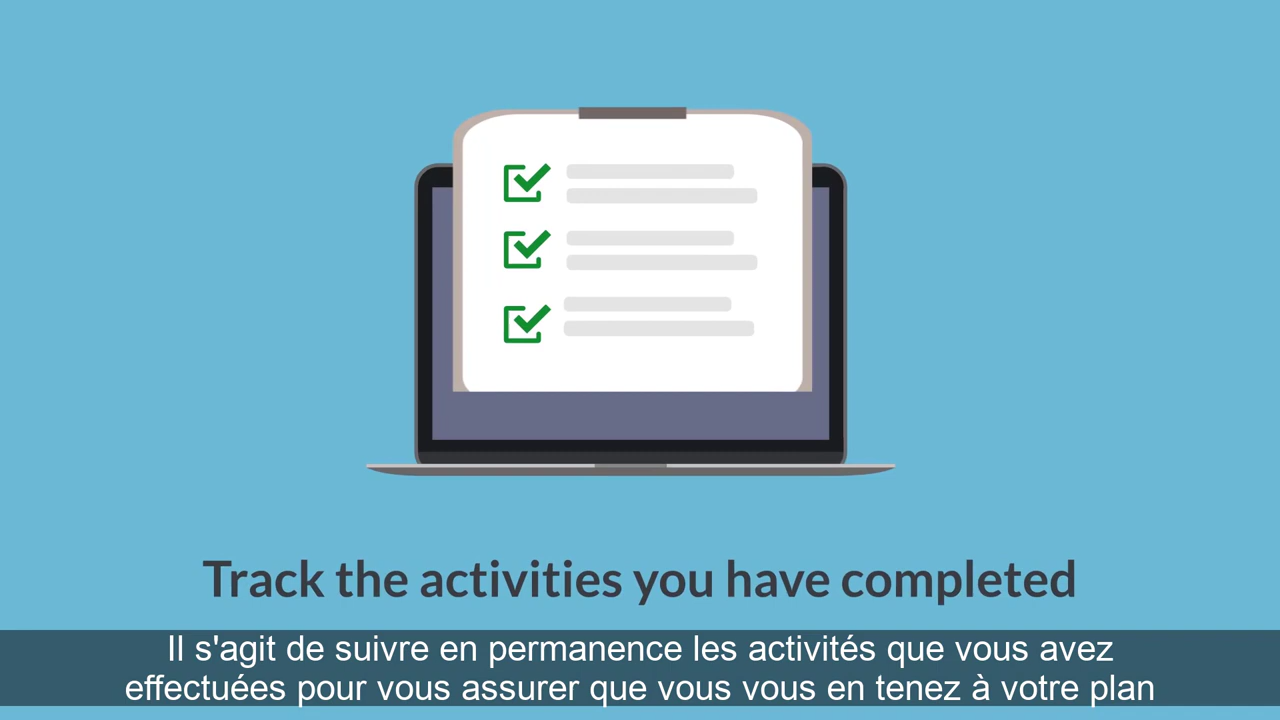 Track the activities you have completed
Il s'agit de suivre en permanence les activités que vous avez
effectuées pour vous assurer que vous vous en tenez à votre plan